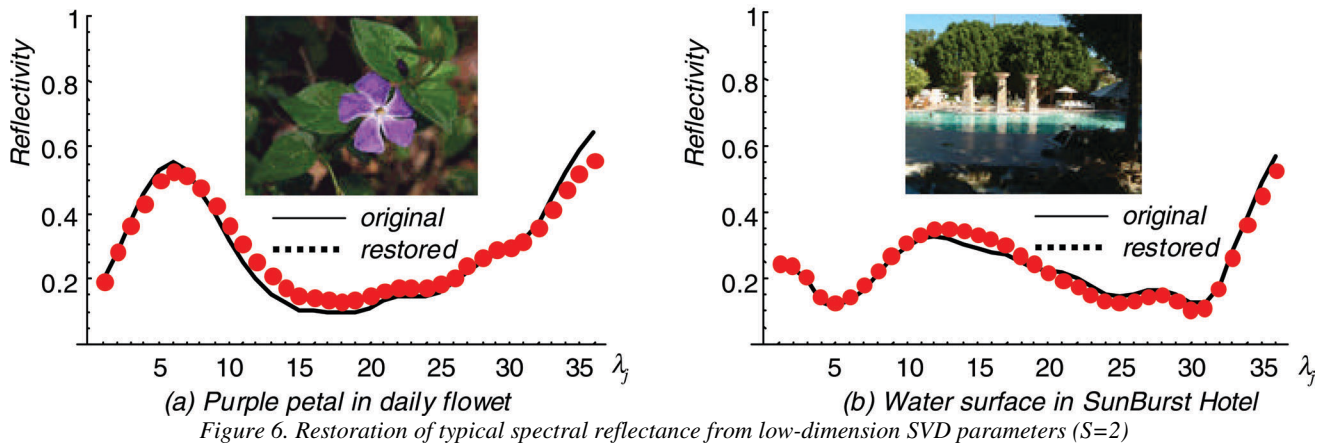 1
0.8
0.6
0.4
0.2
Reflectivity
original
restored
5 10 15 20 25 30 35 λj
(a) Purple petal in daily flowet
1
0.8
0.6
0.4
0.2
Reflectivity
original
restored
5 10 15 20 25 30 35 λj
(b) Water surface in SunBurst Hotel
Figure 6. Restoration of typical spectral reflectance from low-dimension SVD parameters (S=2)